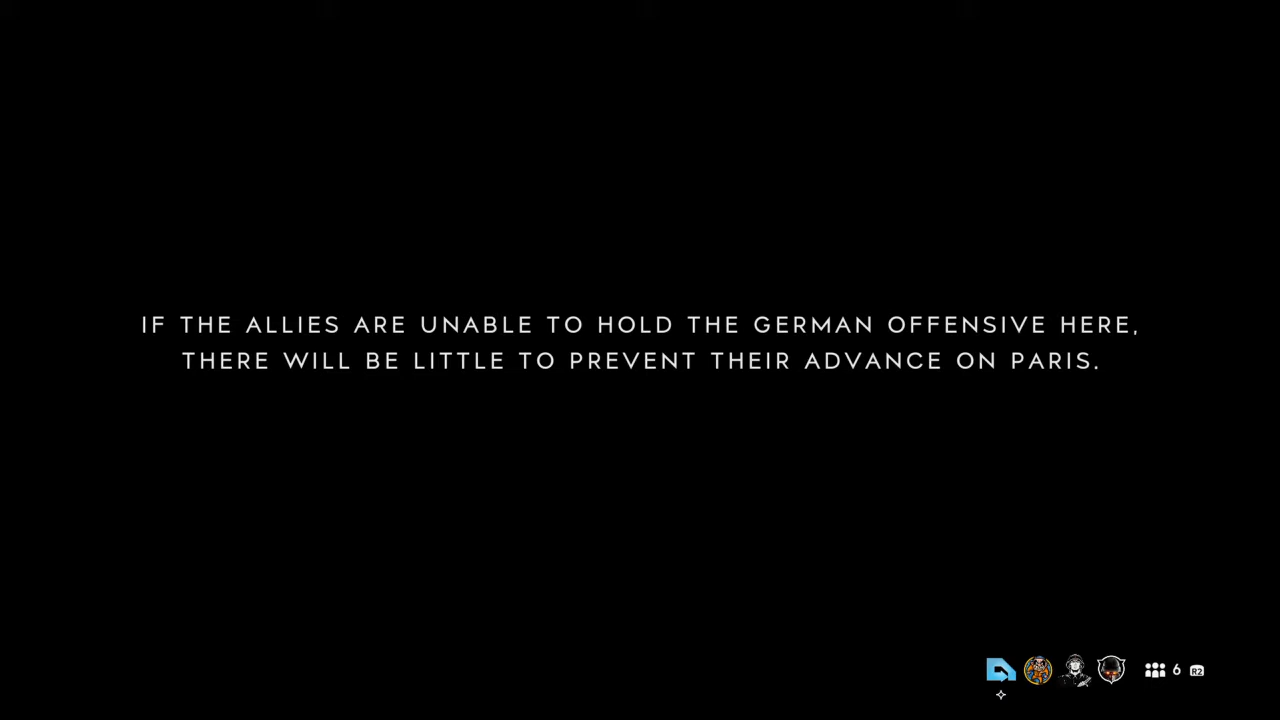 IF THE ALLIES ARE UNABLE TO HOLD THE GERMAN OFFENSIVE HERE,
THERE WILL BE LITTLE TO PREVENT THEIR ADVANCE ON PARIS.
6 R2